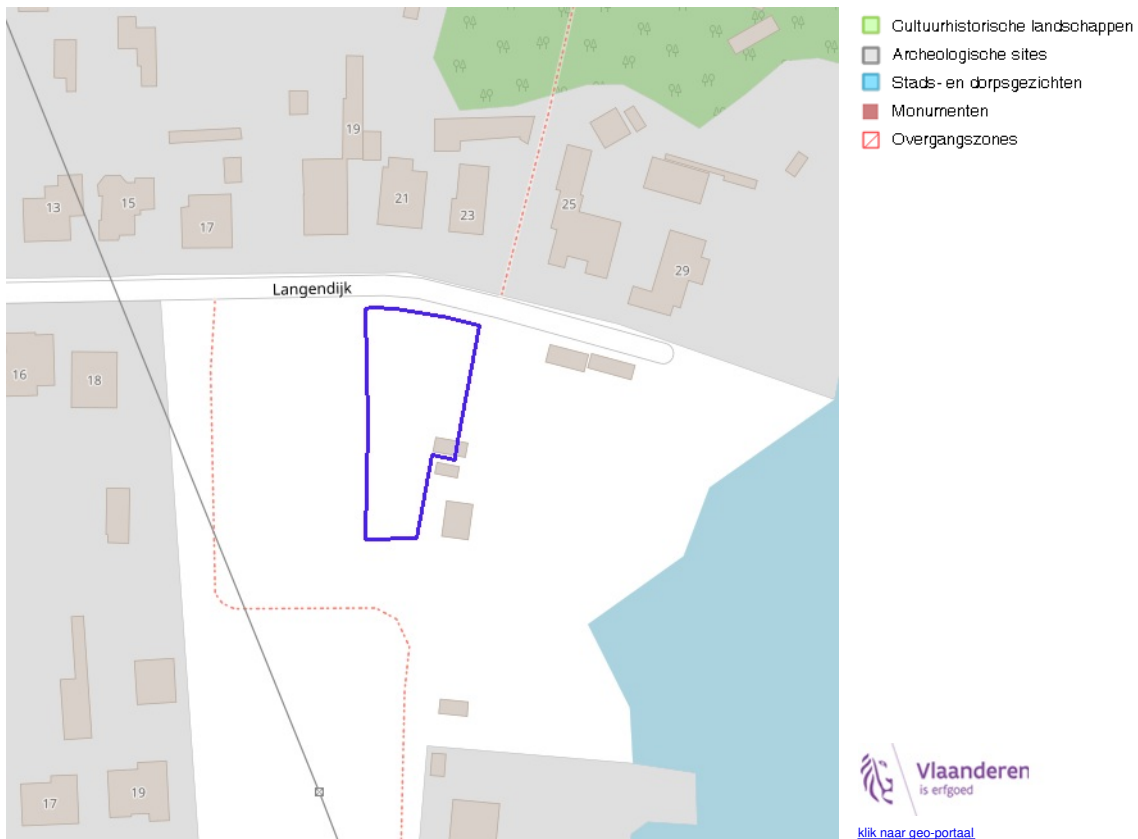 Cultuurhistorische landschappen
Archeologische sites
Stads- en dorpsgezichten
Monumenten
Overgangszones
19
13
15
17
21
23
25
29
Langendijk
16
18
17
19
Vlaanderen
is erfgoed
klik naar geo-portaal